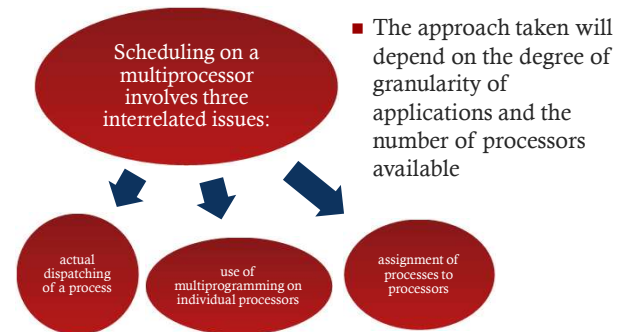 Scheduling on a
multiprocessor
involves three
interrelated issues:
■ The approach taken will
depend on the degree of
granularity of
applications and the
number of processors
available
actual
dispatching
of a process
use of
multiprogramming on
individual processors
assignment of
processes to
processors